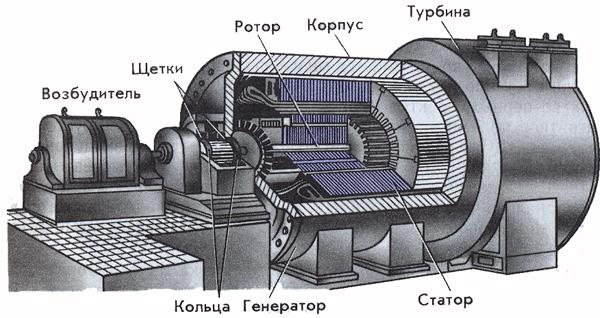 Турбина
Корпус
Ротор
Щетки
Возбудитель
Кольца
Генератор
Статор